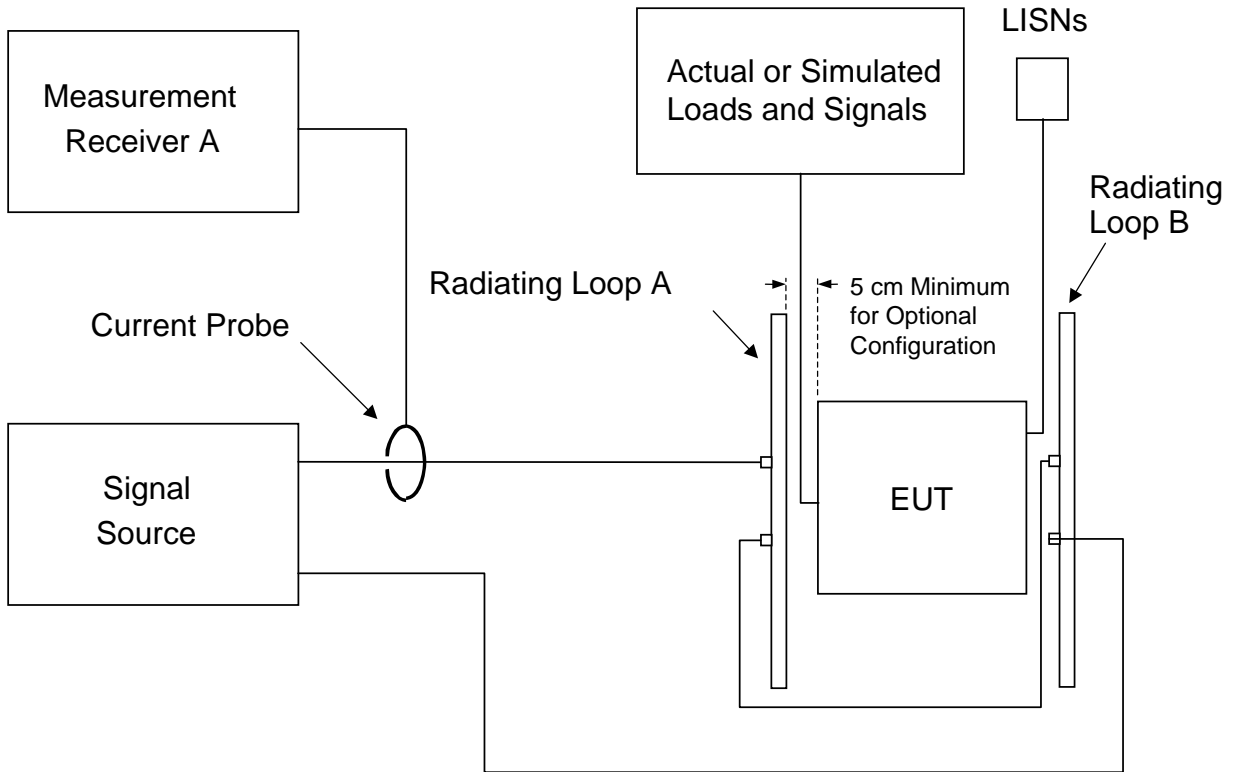 Measurement
Receiver A
Actual or Simulated
Loads and Signals
LISNs
Radiating
Loop B
Radiating Loop A
5 cm Minimum
for Optional
Configuration
Current Probe
Signal
Source
EUT